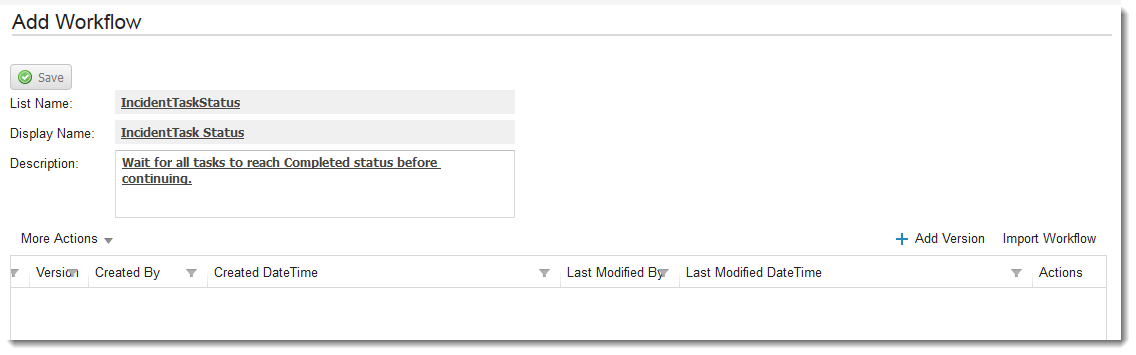 Add Workflow
Save
List Name: IncidentTaskStatus
Display Name: IncidentTask Status
Description: Wait for all tasks to reach Completed status before
continuing.
More Actions Add Version Import Workflow
Version Created By Created DateTime Last Modified By Last Modified DateTime Actions